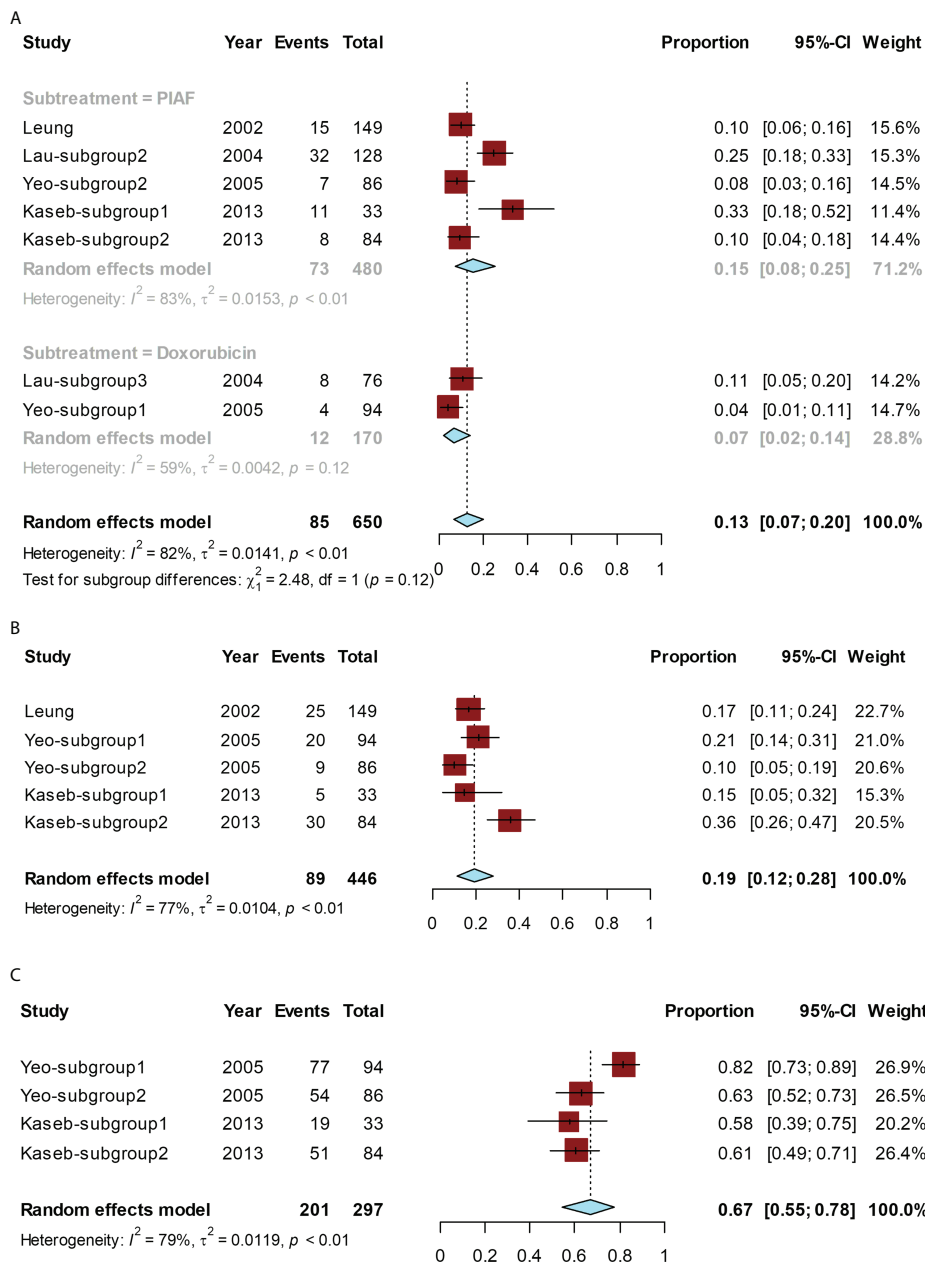 A
Study Year Events Total Proportion 95%-CI Weight
Subtreatment = PIAF
Leung 2002 15 149 0.10 [0.06; 0.16] 15.6%
Lau-subgroup2 2004 32 128 0.25 [0.18; 0.33] 15.3%
Yeo-subgroup2 2005 7 86 0.08 [0.03; 0.16] 14.5%
Kaseb-subgroup1 2013 11 33 0.33 [0.18; 0.52] 11.4%
Kaseb-subgroup2 2013 8 84 0.10 [0.04; 0.18] 14.4%
Random effects model 73 480 0.15 [0.08; 0.25] 71.2%
Heterogeneity: I² = 83%, τ² = 0.0153, p < 0.01
Subtreatment = Doxorubicin
Lau-subgroup3 2004 8 76 0.11 [0.05; 0.20] 14.2%
Yeo-subgroup1 2005 4 94 0.04 [0.01; 0.11] 14.7%
Random effects model 12 170 0.07 [0.02; 0.14] 28.8%
Heterogeneity: I² = 59%, τ² = 0.0042, p = 0.12
Random effects model 85 650 0.13 [0.07; 0.20] 100.0%
Heterogeneity: I² = 82%, τ² = 0.0141, p < 0.01
Test for subgroup differences: χ²₁ = 2.48, df = 1 (p = 0.12)
0 0.2 0.4 0.6 0.8 1
B
Study Year Events Total Proportion 95%-CI Weight
Leung 2002 25 149 0.17 [0.11; 0.24] 22.7%
Yeo-subgroup1 2005 20 94 0.21 [0.14; 0.31] 21.0%
Yeo-subgroup2 2005 9 86 0.10 [0.05; 0.19] 20.6%
Kaseb-subgroup1 2013 5 33 0.15 [0.05; 0.32] 15.3%
Kaseb-subgroup2 2013 30 84 0.36 [0.26; 0.47] 20.5%
Random effects model 89 446 0.19 [0.12; 0.28] 100.0%
Heterogeneity: I² = 77%, τ² = 0.0104, p < 0.01
0 0.2 0.4 0.6 0.8 1
C
Study Year Events Total Proportion 95%-CI Weight
Yeo-subgroup1 2005 77 94 0.82 [0.73; 0.89] 26.9%
Yeo-subgroup2 2005 54 86 0.63 [0.52; 0.73] 26.5%
Kaseb-subgroup1 2013 19 33 0.58 [0.39; 0.75] 20.2%
Kaseb-subgroup2 2013 51 84 0.61 [0.49; 0.71] 26.4%
Random effects model 201 297 0.67 [0.55; 0.78] 100.0%
Heterogeneity: I² = 79%, τ² = 0.0119, p < 0.01
0 0.2 0.4 0.6 0.8 1